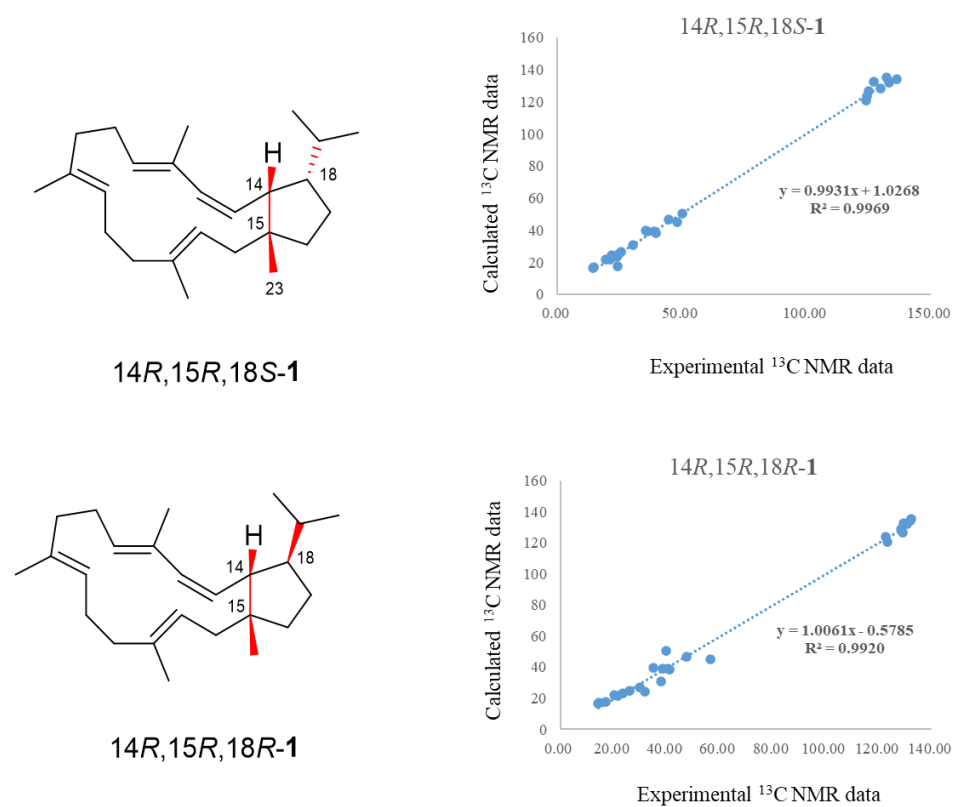 H
14
18
15
23
14R,15R,18S-1
14R,15R,18S-1
Calculated ¹³C NMR data
160
140
120
100
80
60
40
20
0
y = 0.9931x + 1.0268
R² = 0.9969
0.00 50.00 100.00 150.00
Experimental ¹³C NMR data
H
14
18
15
14R,15R,18R-1
14R,15R,18R-1
Calculated ¹³C NMR data
160
140
120
100
80
60
40
20
0
y = 1.0061x - 0.5785
R² = 0.9920
0.00 20.00 40.00 60.00 80.00 100.00 120.00 140.00
Experimental ¹³C NMR data